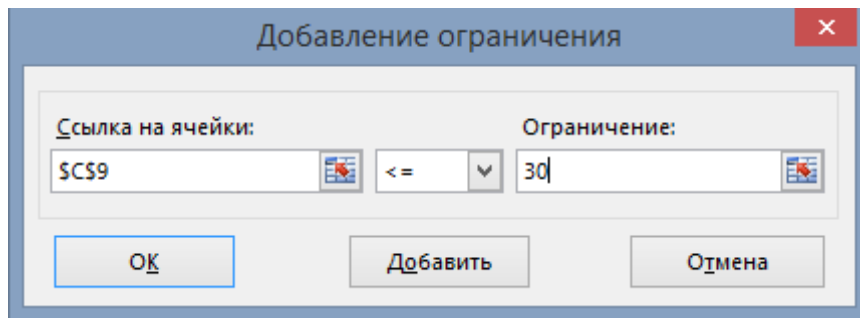 Добавление ограничения
Ссылка на ячейки: Ограничение:
$C$9 <= 30
ОК Добавить Отмена